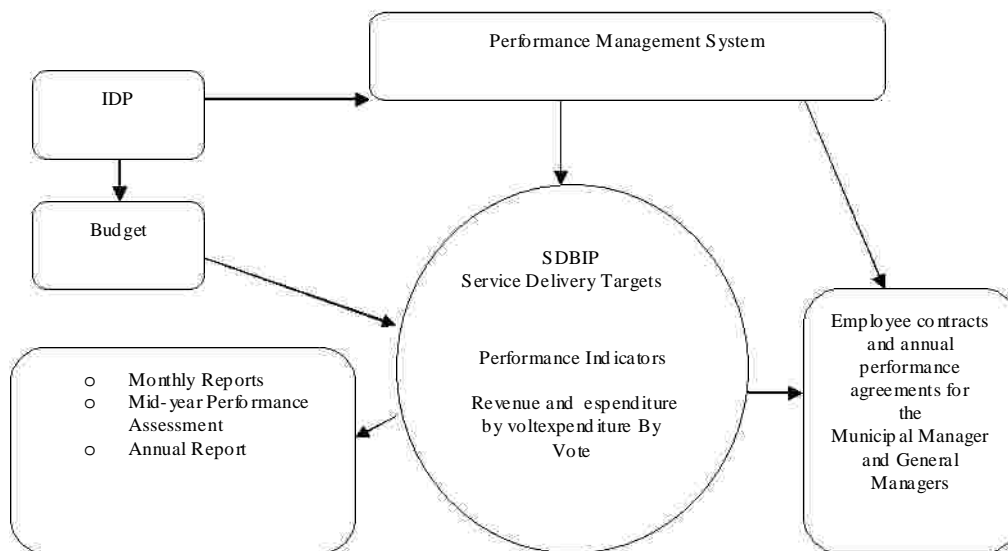 Performance Management System
IDP
Budget
SDBIP
Service Delivery Targets
Performance Indicators
Revenue and espenditure
by voltexpenditure By
Vote
o Monthly Reports
o Mid-year Performance
Assessment
o Annual Report
Employee contracts
and annual
performance
agreements for
the
Municipal Manager
and General
Managers